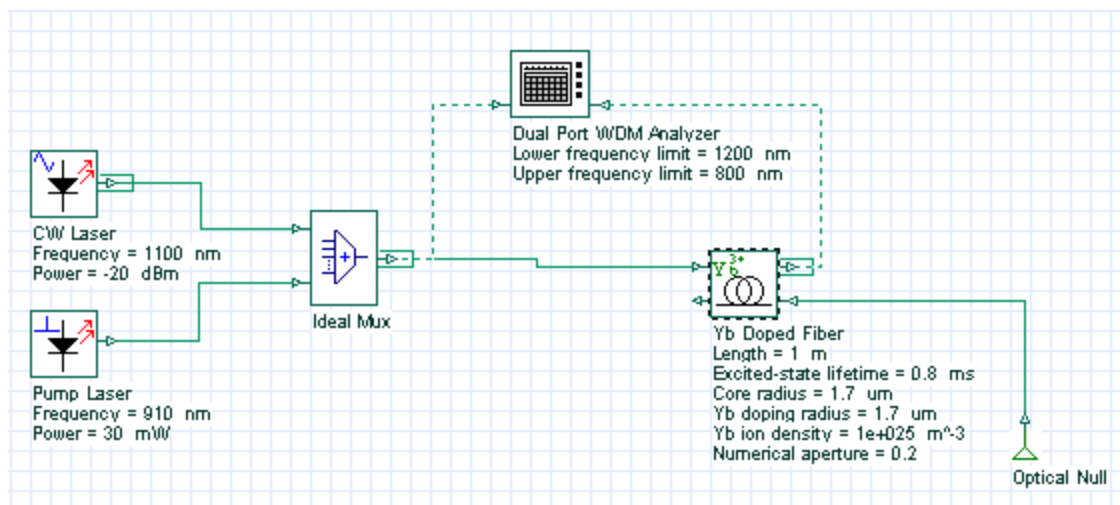 Dual Port WDM Analyzer
Lower frequency limit = 1200 nm
Upper frequency limit = 800 nm
CW Laser
Frequency = 1100 nm
Power = -20 dBm
Ideal Mux
Pump Laser
Frequency = 910 nm
Power = 30 mW
Yb 3+
Yb Doped Fiber
Length = 1 m
Excited-state lifetime = 0.8 ms
Core radius = 1.7 um
Yb doping radius = 1.7 um
Yb ion density = 1e+025 m^-3
Numerical aperture = 0.2
Optical Null